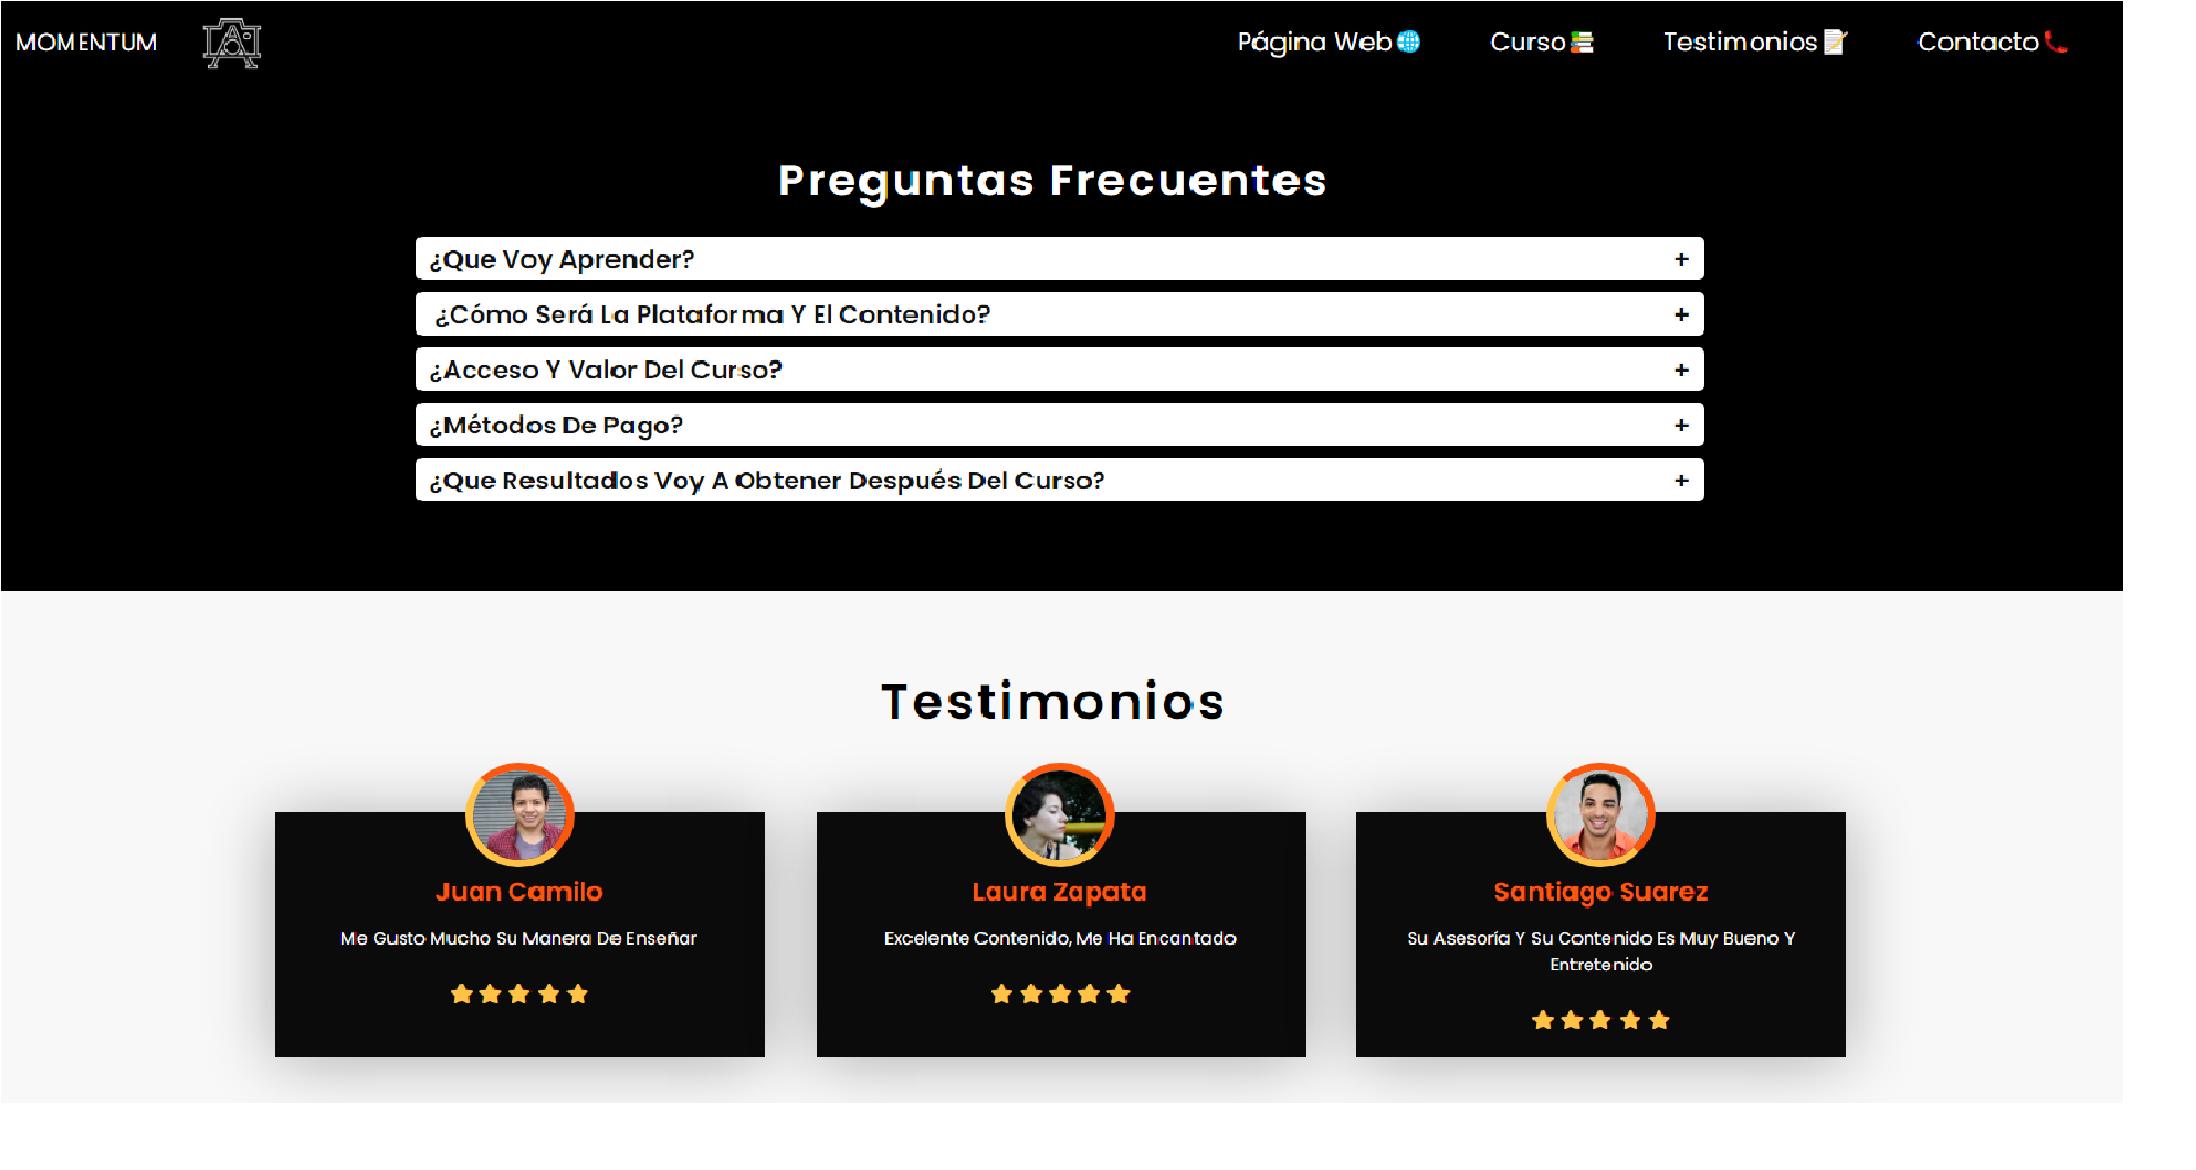 MOMENTUM
Página Web Curso Testimonios Contacto
Preguntas Frecuentes
¿Que Voy Aprender? +
¿Cómo Será La Plataforma Y El Contenido? +
¿Acceso Y Valor Del Curso? +
¿Métodos De Pago? +
¿Que Resultados Voy A Obtener Después Del Curso? +
Testimonios
Juan Camilo
Me Gusto Mucho Su Manera De Enseñar
Laura Zapata
Excelente Contenido, Me Ha Encantado
Santiago Suarez
Su Asesoría Y Su Contenido Es Muy Bueno Y
Entretenido